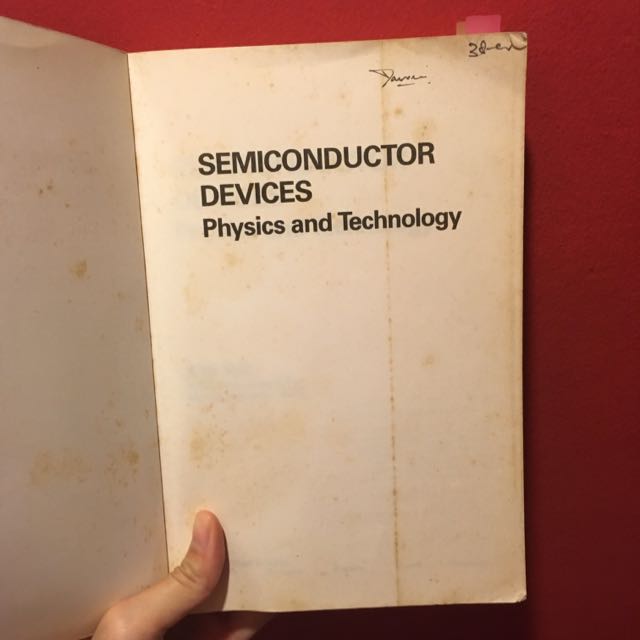 SEMICONDUCTOR
DEVICES
Physics and Technology